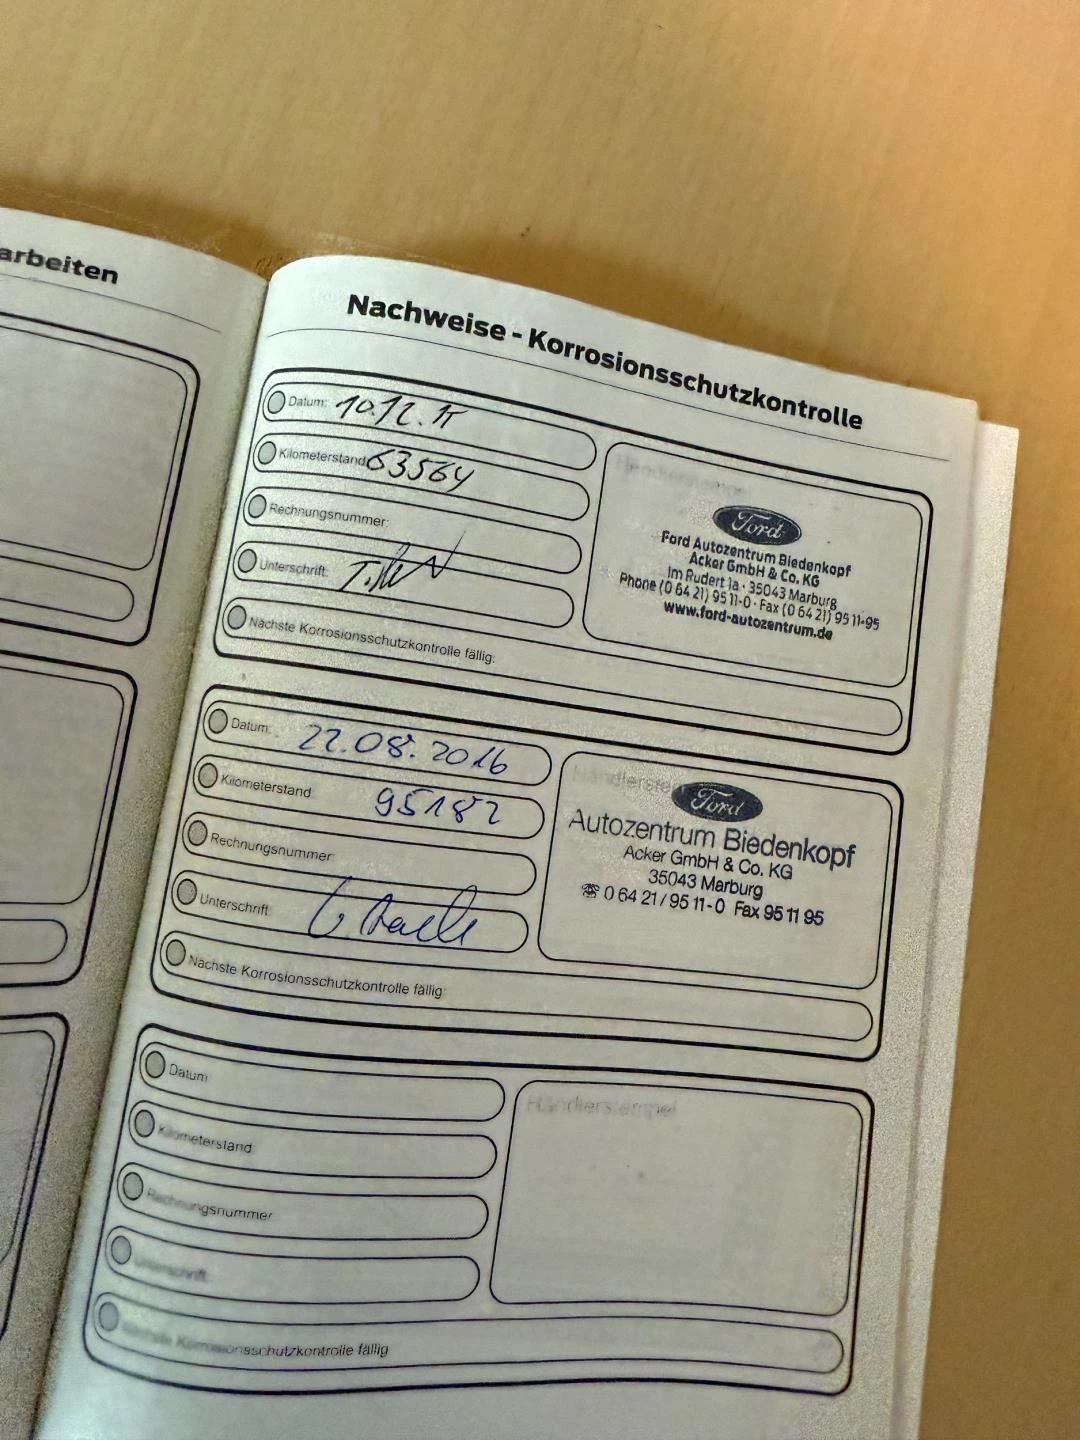 arbeiten
Nachweise - Korrosionsschutzkontrolle
Datum:
Kilometerstand 63564
Rechnungsnummer:
Unterschrift:
Nächste Korrosionsschutzkontrolle fällig:
Händlerstempel
Ford
Ford Autozentrum Biedenkopf
Acker GmbH & Co. KG
Im Rudert 1a · 35043 Marburg
Phone (0 64 21) 95 11-0 · Fax (0 64 21) 95 11-95
www.ford-autozentrum.de
Datum: 22.08.2016
Kilometerstand 95182
Rechnungsnummer:
Unterschrift
Nächste Korrosionsschutzkontrolle fällig:
Händlerste
Ford
Autozentrum Biedenkopf
Acker GmbH & Co. KG
35043 Marburg
☎ 0 64 21 / 95 11-0 Fax 95 11 95
Datum
Kilometerstand
Rechnungsnummer
Unterschrift
Nächste Korrosionsschutzkontrolle fällig
Händlerstempel